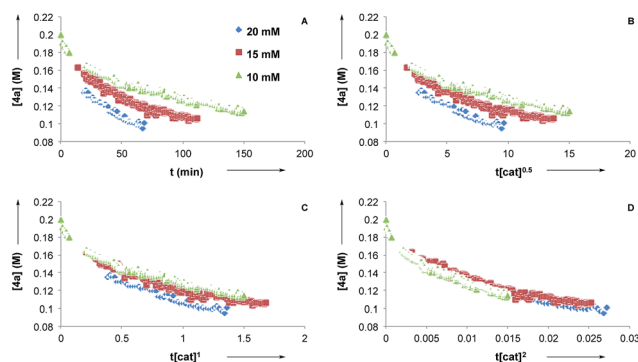 0.22
0.2
0.18
0.16
0.14
0.12
0.1
0.08
[4a] (M)
A
20 mM
15 mM
10 mM
0 50 100 150 200
t (min)
0.22
0.2
0.18
0.16
0.14
0.12
0.1
0.08
[4a] (M)
B
0 5 10 15 20
t[cat]⁰·⁵
0.22
0.2
0.18
0.16
0.14
0.12
0.1
0.08
[4a] (M)
C
0 0.5 1 1.5 2
t[cat]¹
0.22
0.2
0.18
0.16
0.14
0.12
0.1
0.08
[4a] (M)
D
0 0.005 0.01 0.015 0.02 0.025 0.03
t[cat]²